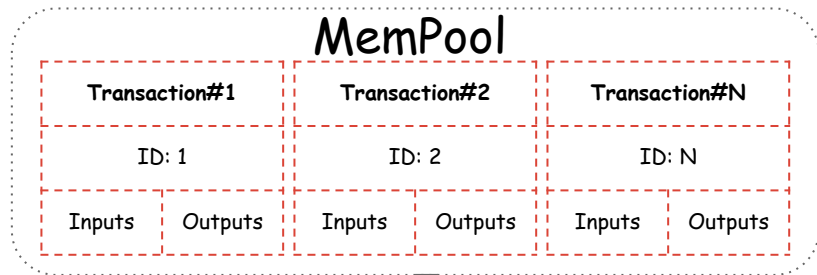 MemPool
Transaction#1 Transaction#2 Transaction#N
ID: 1 ID: 2 ID: N
Inputs Outputs Inputs Outputs Inputs Outputs